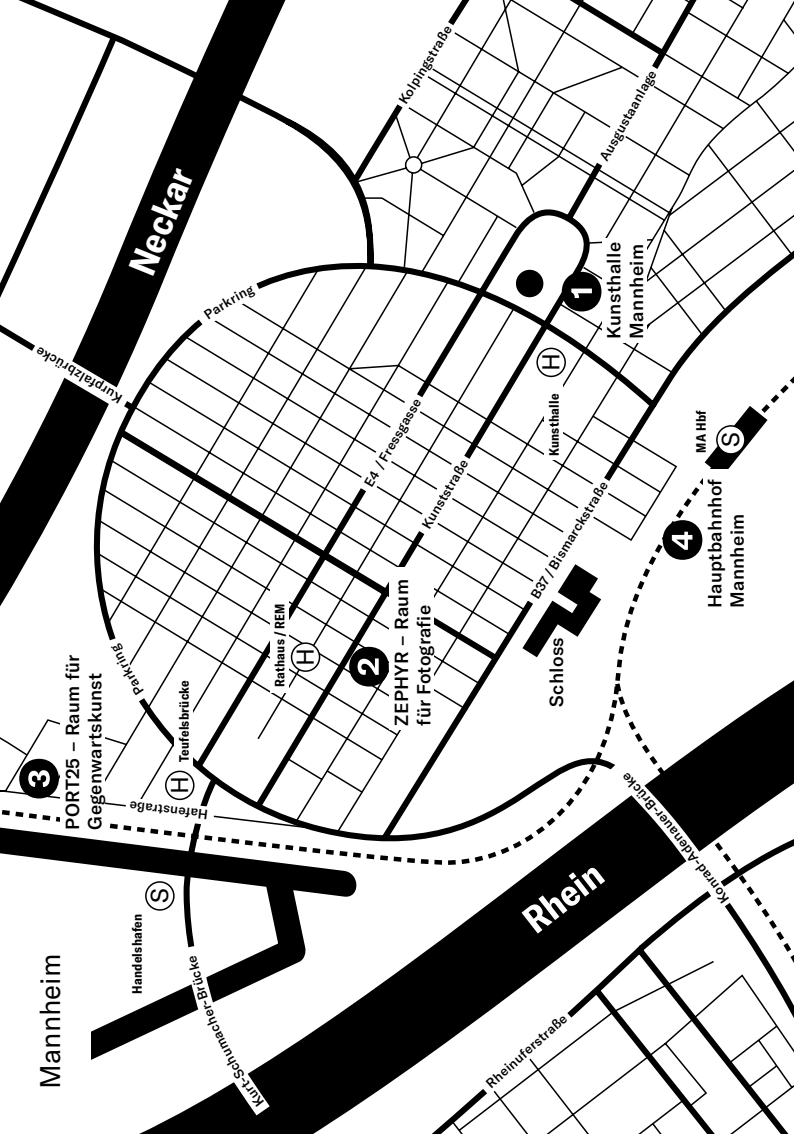 Mannheim
Neckar
Rhein
Kolpingstraße
Ausgustaanlage
Parkring
Kurpfalzbrücke
E4 / Fressgasse
Kunststraße
B37 / Bismarckstraße
Parkring
Hafenstraße
Kurt-Schumacher-Brücke
Konrad-Adenauer-Brücke
Rheinuferstraße
1
Kunsthalle
Mannheim
H
Kunsthalle
2
ZEPHYR – Raum
für Fotografie
H
Rathaus / REM
3
PORT25 – Raum für
Gegenwartskunst
H
Teufelsbrücke
S
Handelshafen
4
Hauptbahnhof
Mannheim
S
MA Hbf
Schloss